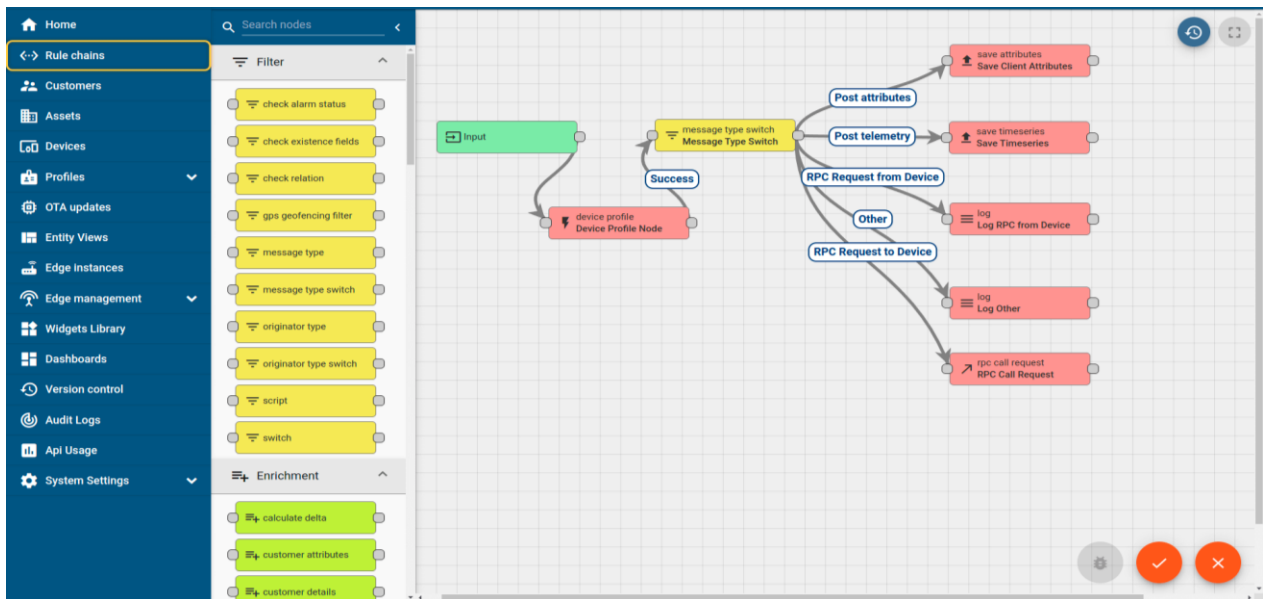 Home
Rule chains
Customers
Assets
Devices
Profiles
OTA updates
Entity Views
Edge instances
Edge management
Widgets Library
Dashboards
Version control
Audit Logs
Api Usage
System Settings
Search nodes
Filter
check alarm status
check existence fields
check relation
gps geofencing filter
message type
message type switch
originator type
originator type switch
script
switch
Enrichment
calculate delta
customer attributes
customer details
Input
device profile
Device Profile Node
Success
message type switch
Message Type Switch
Post attributes
Post telemetry
RPC Request from Device
Other
RPC Request to Device
save attributes
Save Client Attributes
save timeseries
Save Timeseries
log
Log RPC from Device
log
Log Other
rpc call request
RPC Call Request